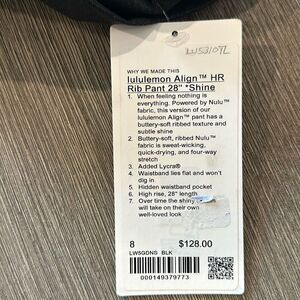 LW5310TL
WHY WE MADE THIS
lululemon Align™ HR
Rib Pant 28" *Shine
1. When feeling nothing is
everything. Powered by Nulu™
fabric, this version of our
lululemon Align™ pant has a
Buttery-soft ribbed texture and
subtle shine
2. Buttery-soft, ribbed Nulu™
fabric is sweat-wicking,
quick-drying, and four-way
stretch
3. Added Lycra®
4. Waistband lies flat and won't
dig in
5. Hidden waistband pocket
6. High rise, 28" length
7. Over time the shiny
will take on their own
well-loved look
8 $128.00
LW5GDNS BLK
000149379773